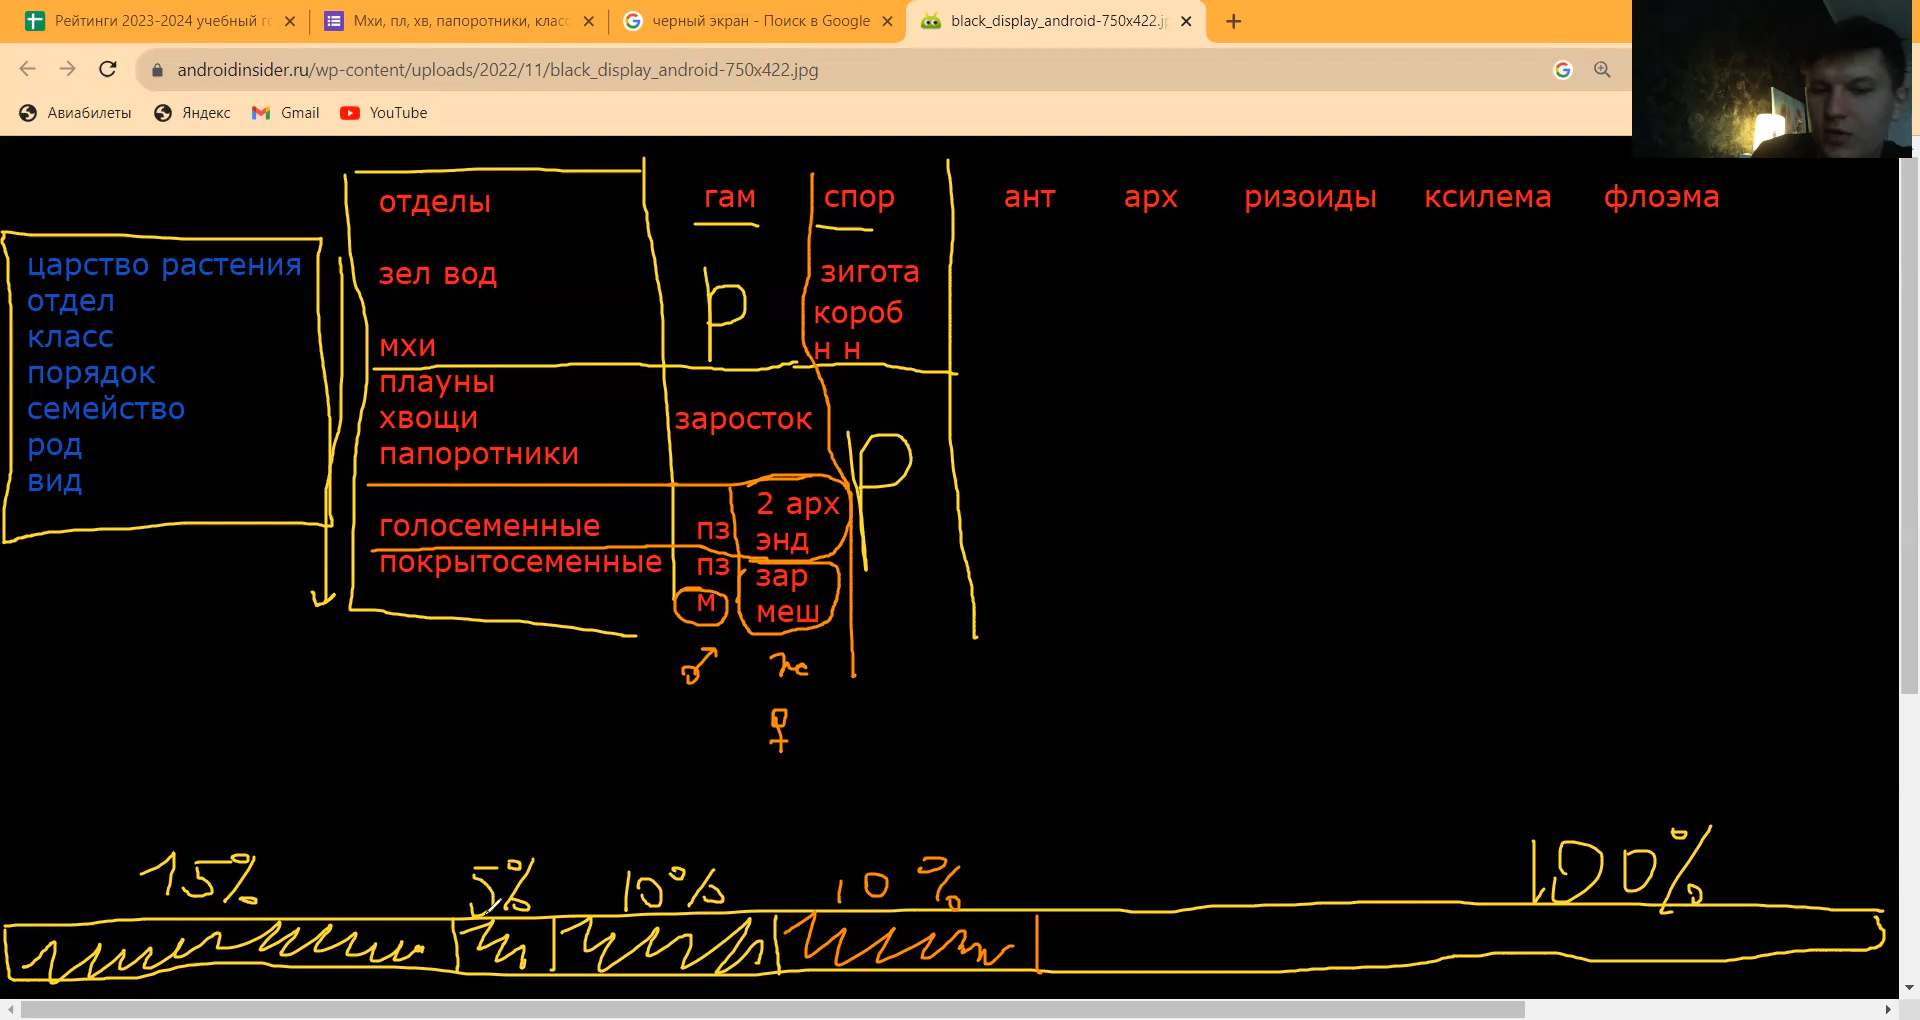 Рейтинги 2023-2024 учебный го
Мхи, пл, хв, папоротники, класс
черный экран - Поиск в Google
black_display_android-750x422.jp
androidinsider.ru/wp-content/uploads/2022/11/black_display_android-750x422.jpg
Авиабилеты
Яндекс
Gmail
YouTube
царство растения
отдел
класс
порядок
семейство
род
вид
отделы
гам
спор
ант
арх
ризоиды
ксилема
флоэма
зел вод
Р
зигота
короб
мхи
н н
плауны
хвощи
папоротники
заросток
Р
голосеменные
пз
2 арх
энд
покрытосеменные
пз
м
зар
меш
♂
ж
♀
15%
5%
10%
10%
100%